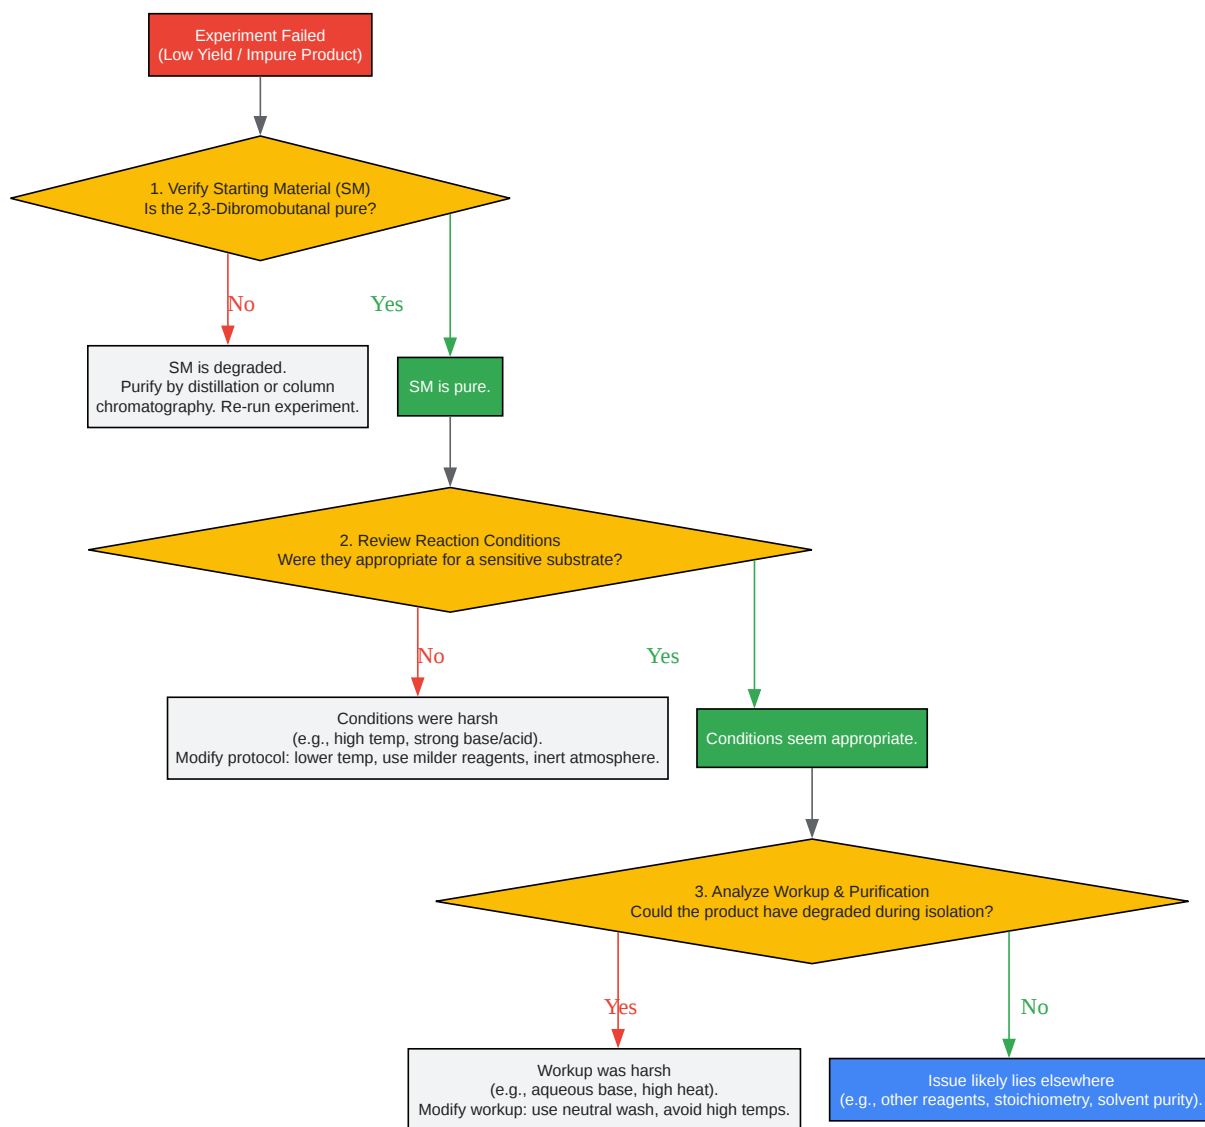 Experiment Failed
(Low Yield / Impure Product)
1. Verify Starting Material (SM)
Is the 2,3-Dibromobutanal pure?
No
Yes
SM is degraded.
Purify by distillation or column
chromatography. Re-run experiment.
SM is pure.
2. Review Reaction Conditions
Were they appropriate for a sensitive substrate?
No
Yes
Conditions were harsh
(e.g., high temp, strong base/acid).
Modify protocol: lower temp, use milder reagents, inert atmosphere.
Conditions seem appropriate.
3. Analyze Workup & Purification
Could the product have degraded during isolation?
Yes
No
Workup was harsh
(e.g., aqueous base, high heat).
Modify workup: use neutral wash, avoid high temps.
Issue likely lies elsewhere
(e.g., other reagents, stoichiometry, solvent purity).